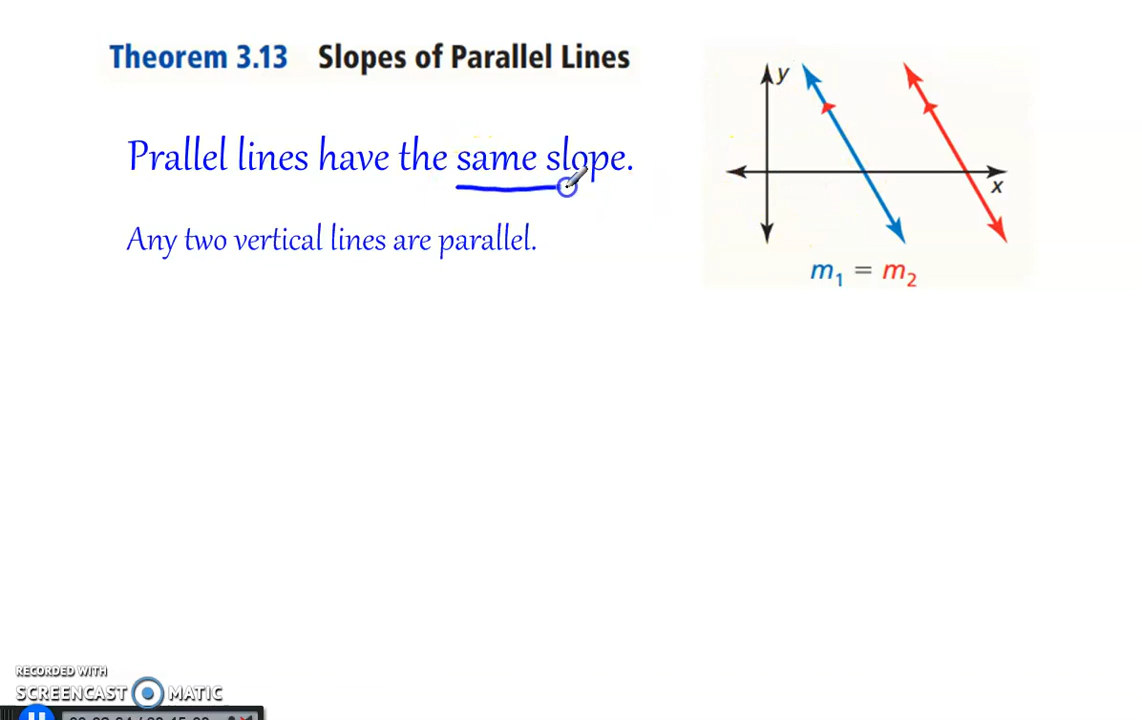 Theorem 3.13 Slopes of Parallel Lines
Prallel lines have the same slope.
Any two vertical lines are parallel.
y
x
m₁ = m₂
RECORDED WITH
SCREENCAST MATIC